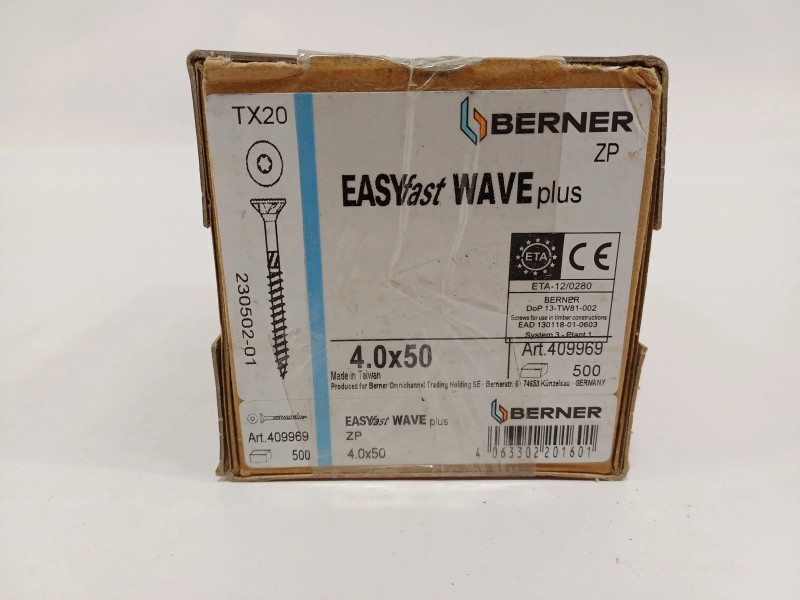 TX20
BERNER
ZP
EASYfast WAVE plus
230502-01
ETA
CE
ETA-12/0280
BERNER
DoP 13-TW81-002
Screws for use in timber constructions
EAD 130118-01-0603
System 3 - Plant 1
4.0x50
Art.409969
500
Made in Taiwan
Produced for Berner Omnichannel Trading Holding SE · Bernerstr. 6 · 74653 Künzelsau · GERMANY
EASYfast WAVE plus
BERNER
Art.409969
ZP
500
4.0x50
4 063302 201601